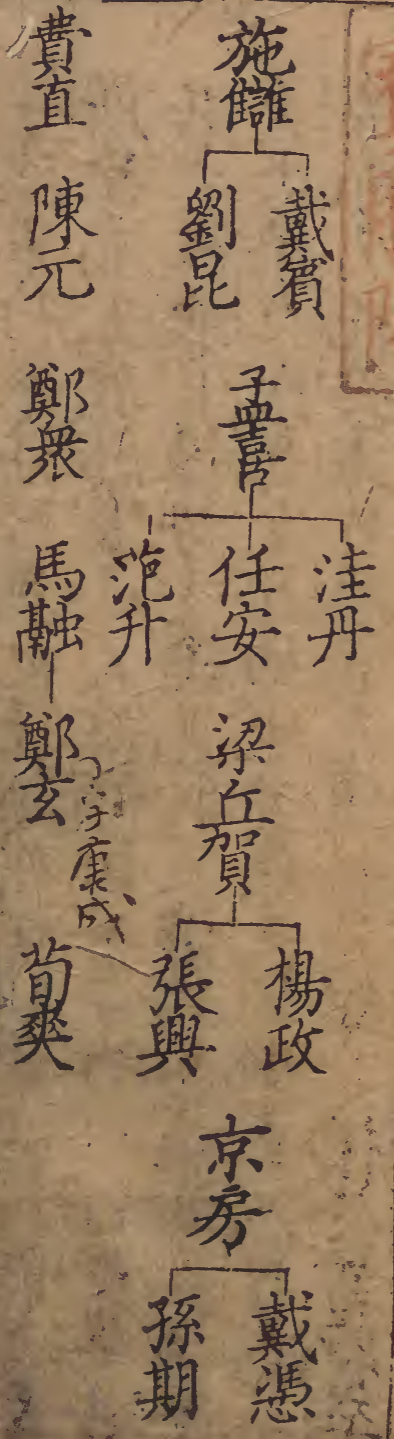 施讎
戴賓
劉昆
孟喜
洼丹
任安
范升
梁丘賀
楊政
張興
京房
戴憑
孫期
費直
陳元
鄭衆
馬融
鄭玄
字康成
荀爽